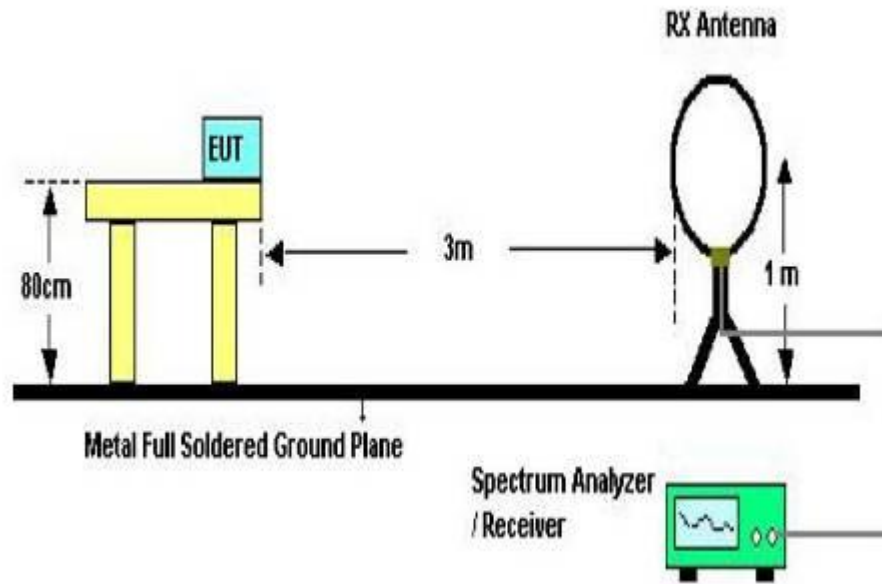 RX Antenna
EUT
3m
80cm
1 m
Metal Full Soldered Ground Plane
Spectrum Analyzer
/ Receiver